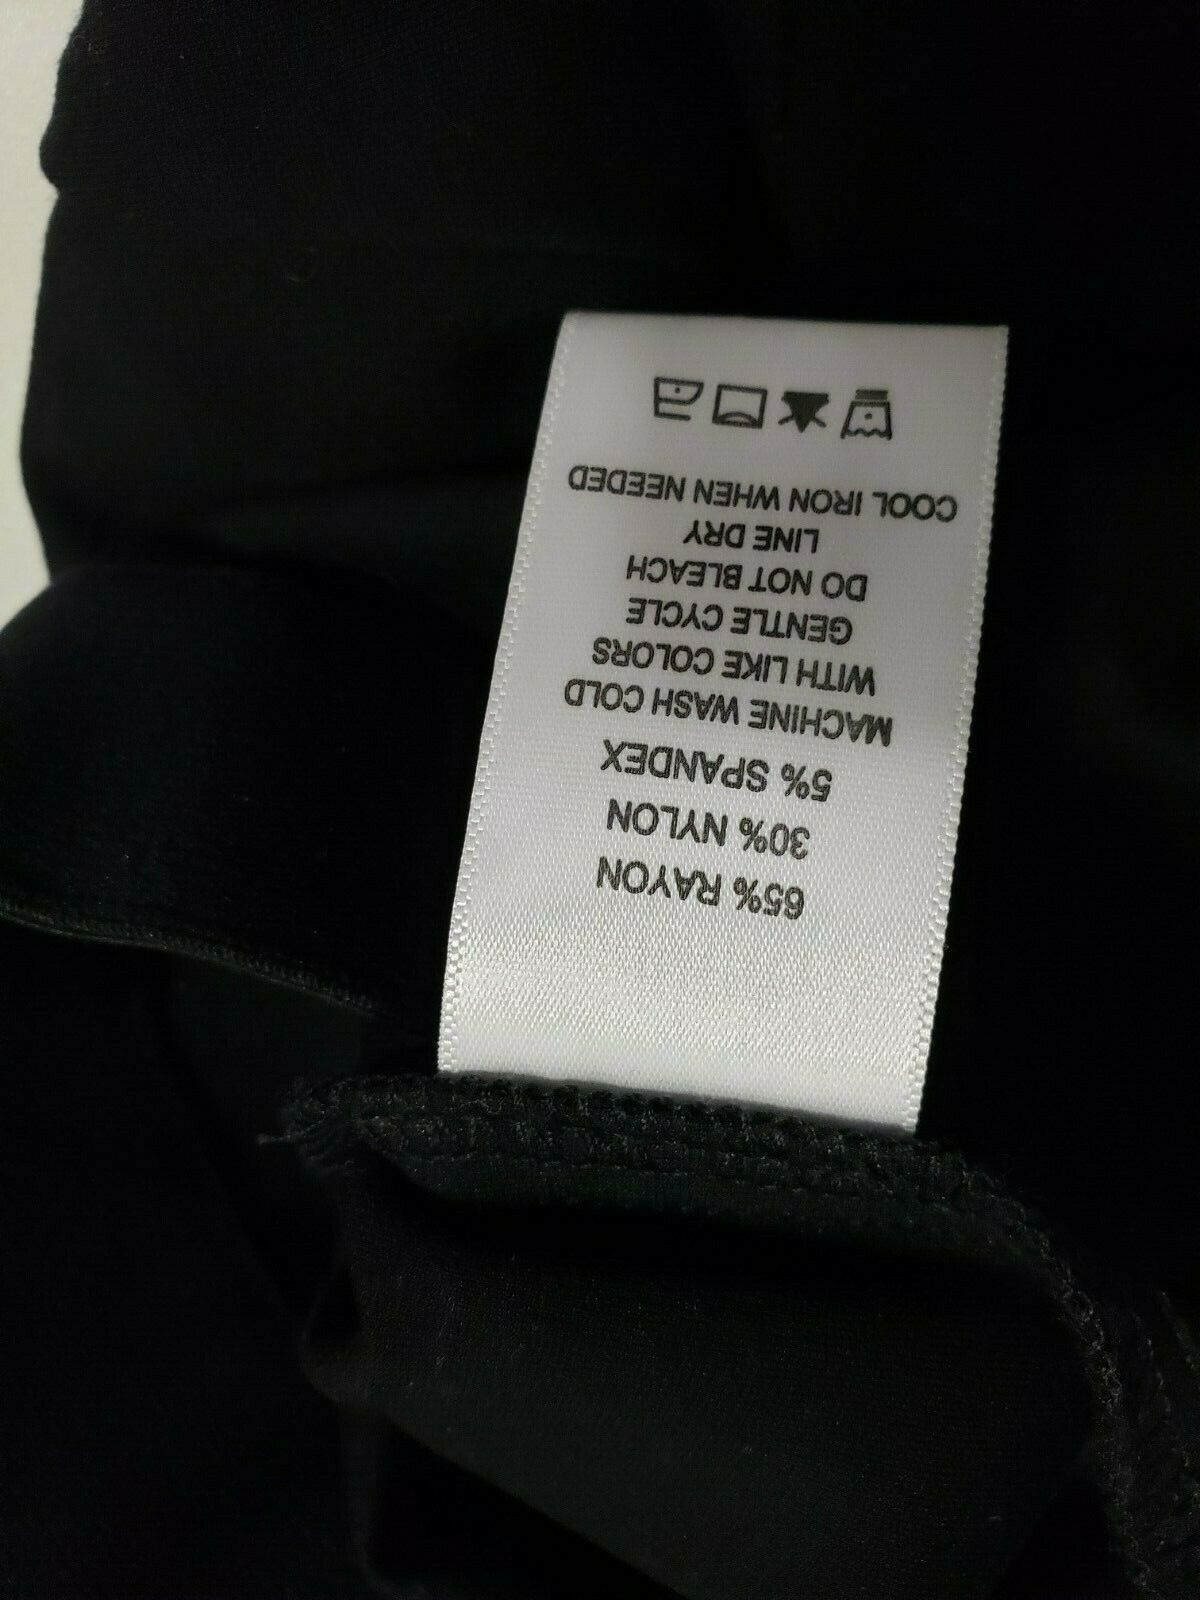 65% RAYON
30% NYLON
5% SPANDEX
MACHINE WASH COLD
WITH LIKE COLORS
GENTLE CYCLE
DO NOT BLEACH
LINE DRY
COOL IRON WHEN NEEDED